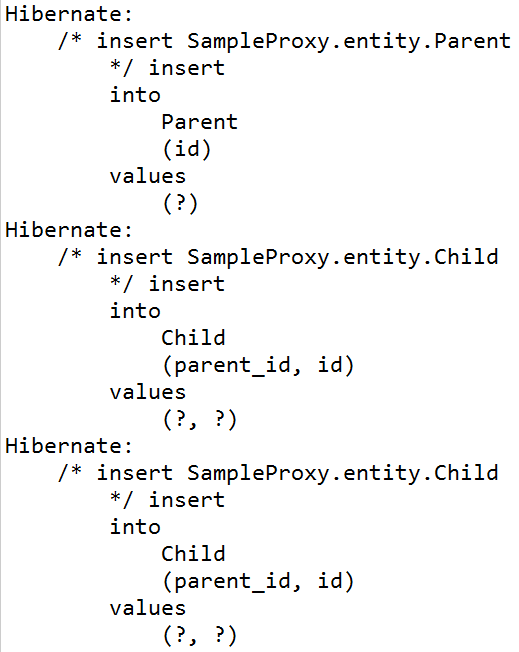 Hibernate:
    /* insert SampleProxy.entity.Parent
        */ insert
        into
            Parent
            (id)
        values
            (?)
Hibernate:
    /* insert SampleProxy.entity.Child
        */ insert
        into
            Child
            (parent_id, id)
        values
            (?, ?)
Hibernate:
    /* insert SampleProxy.entity.Child
        */ insert
        into
            Child
            (parent_id, id)
        values
            (?, ?)